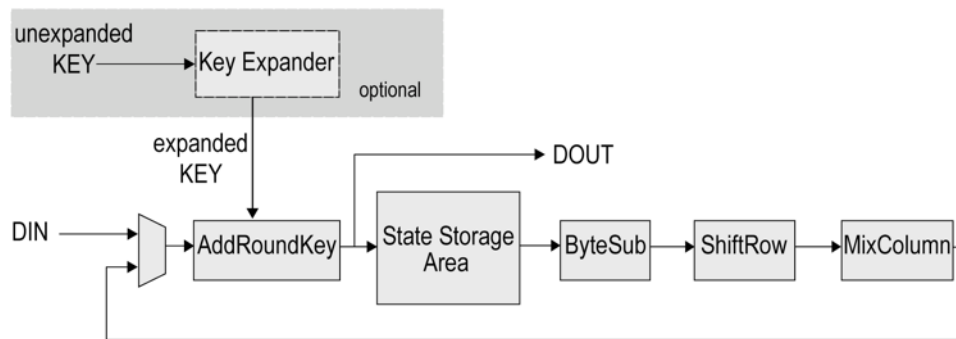 unexpanded
KEY
Key Expander
optional
expanded
KEY
DOUT
DIN
AddRoundKey
State Storage
Area
ByteSub
ShiftRow
MixColumn